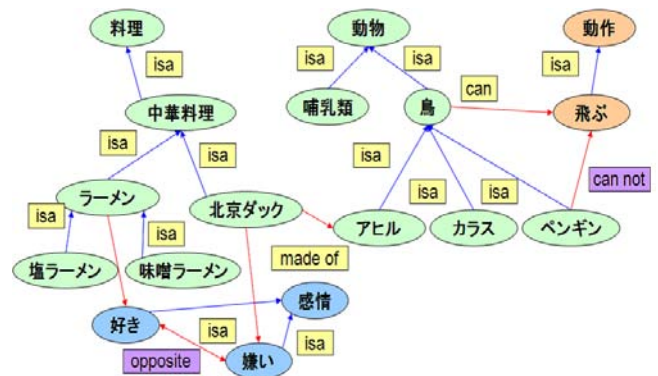 料理
動物
動作
isa
isa
isa
isa
can
中華料理
哺乳類
鳥
飛ぶ
isa
isa
isa
isa
isa
can not
ラーメン
北京ダック
アヒル
カラス
ペンギン
isa
isa
塩ラーメン
味噌ラーメン
made of
感情
好き
isa
isa
opposite
嫌い